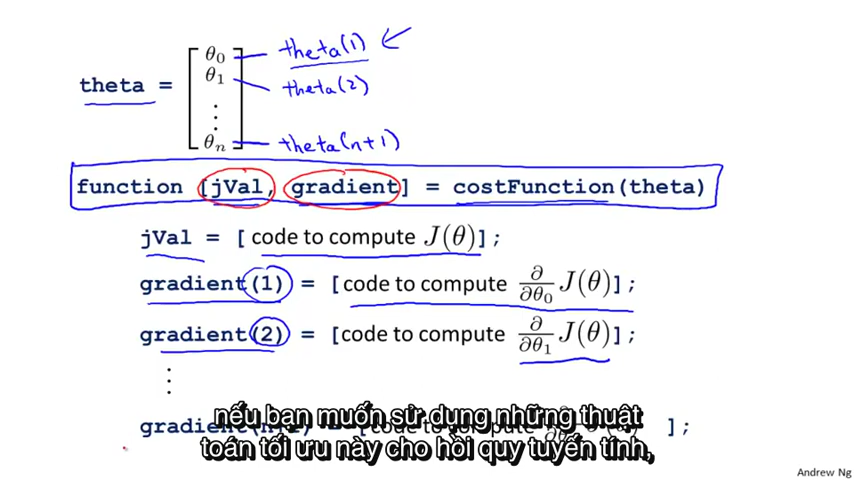 theta = [θ₀ θ₁ ⋮ θₙ]
theta(1)
theta(2)
theta(n+1)
function [jVal, gradient] = costFunction(theta)
jVal = [ code to compute J(θ)];
gradient(1) = [code to compute ∂/∂θ₀ J(θ)];
gradient(2) = [code to compute ∂/∂θ₁ J(θ)];
⋮
nếu bạn muốn sử dụng những thuật
toán tối ưu này cho hồi quy tuyến tính,
Andrew Ng